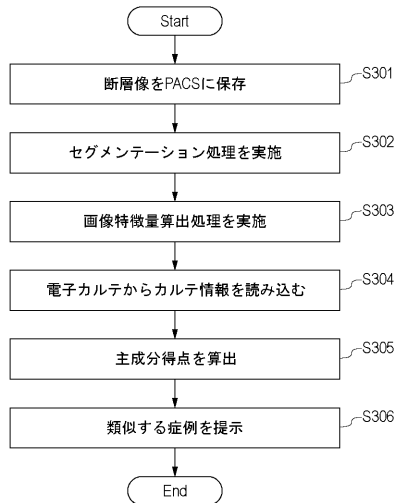 Start
断層像をPACSに保存 S301
セグメンテーション処理を実施 S302
画像特徴量算出処理を実施 S303
電子カルテからカルテ情報を読み込む S304
主成分得点を算出 S305
類似する症例を提示 S306
End